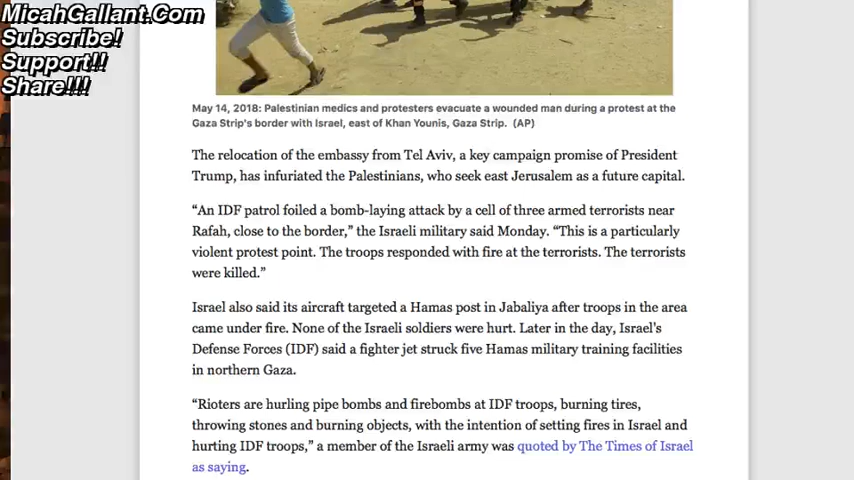 MicahGallant.Com
Subscribe!
Support!!
Share!!!
May 14, 2018: Palestinian medics and protesters evacuate a wounded man during a protest at the
Gaza Strip's border with Israel, east of Khan Younis, Gaza Strip. (AP)
The relocation of the embassy from Tel Aviv, a key campaign promise of President
Trump, has infuriated the Palestinians, who seek east Jerusalem as a future capital.
“An IDF patrol foiled a bomb-laying attack by a cell of three armed terrorists near
Rafah, close to the border,” the Israeli military said Monday. “This is a particularly
violent protest point. The troops responded with fire at the terrorists. The terrorists
were killed.”
Israel also said its aircraft targeted a Hamas post in Jabaliya after troops in the area
came under fire. None of the Israeli soldiers were hurt. Later in the day, Israel's
Defense Forces (IDF) said a fighter jet struck five Hamas military training facilities
in northern Gaza.
“Rioters are hurling pipe bombs and firebombs at IDF troops, burning tires,
throwing stones and burning objects, with the intention of setting fires in Israel and
hurting IDF troops,” a member of the Israeli army was quoted by The Times of Israel
as saying.